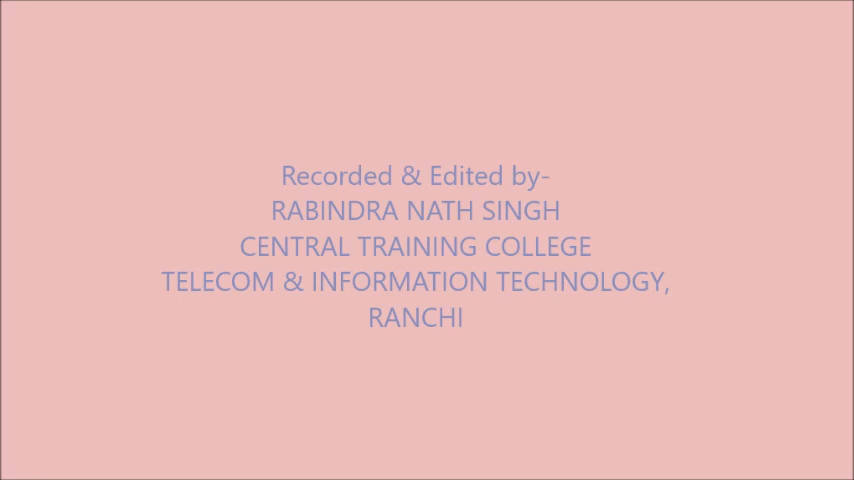 Recorded & Edited by-
RABINDRA NATH SINGH
CENTRAL TRAINING COLLEGE
TELECOM & INFORMATION TECHNOLOGY,
RANCHI